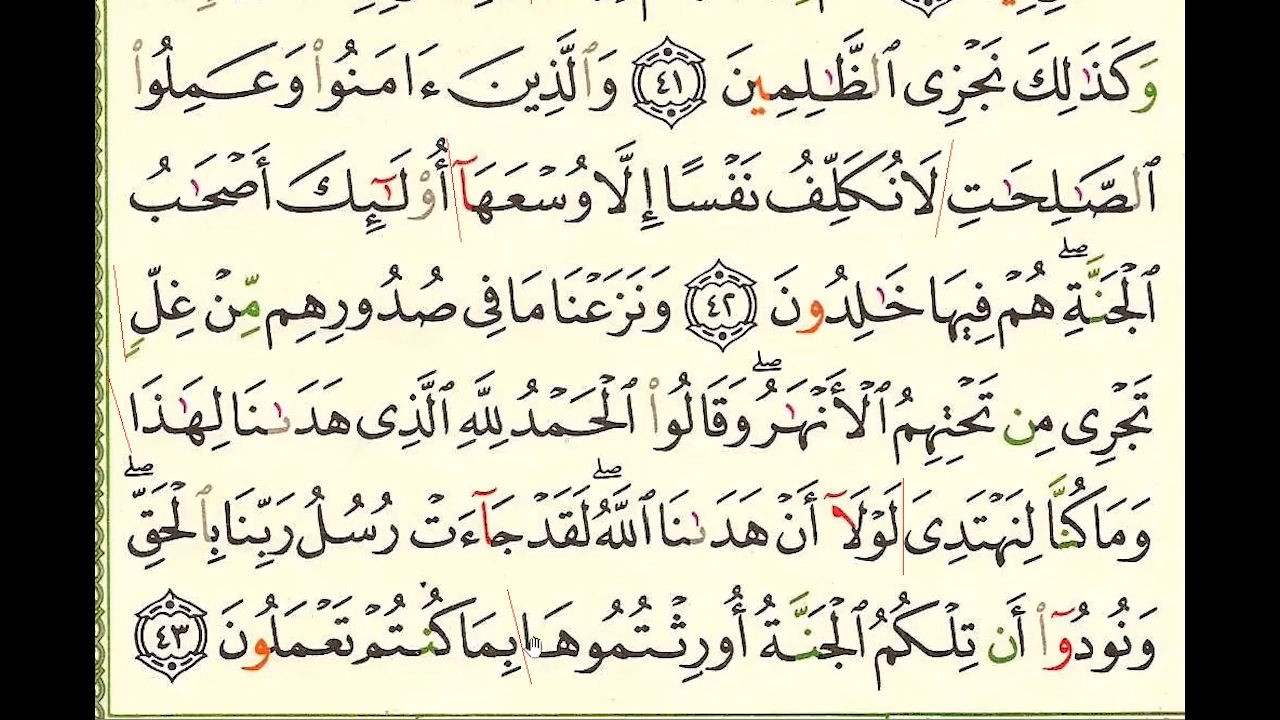 وَكَذَٰلِكَ نَجْزِى ٱلظَّـٰلِمِينَ ٤١ وَٱلَّذِينَ ءَامَنُوا۟ وَعَمِلُوا۟
ٱلصَّـٰلِحَـٰتِ لَا نُكَلِّفُ نَفْسًا إِلَّا وُسْعَهَآ أُو۟لَـٰٓئِكَ أَصْحَـٰبُ
ٱلْجَنَّةِ ۖ هُمْ فِيهَا خَـٰلِدُونَ ٤٢ وَنَزَعْنَا مَا فِى صُدُورِهِم مِّنْ غِلٍّ
تَجْرِى مِن تَحْتِهِمُ ٱلْأَنْهَـٰرُ ۖ وَقَالُوا۟ ٱلْحَمْدُ لِلَّهِ ٱلَّذِى هَدَىٰنَا لِهَـٰذَا
وَمَا كُنَّا لِنَهْتَدِىَ لَوْلَآ أَنْ هَدَىٰنَا ٱللَّهُ ۖ لَقَدْ جَآءَتْ رُسُلُ رَبِّنَا بِٱلْحَقِّ ۖ
وَنُودُوٓا۟ أَن تِلْكُمُ ٱلْجَنَّةُ أُورِثْتُمُوهَا بِمَا كُنتُمْ تَعْمَلُونَ ٤٣